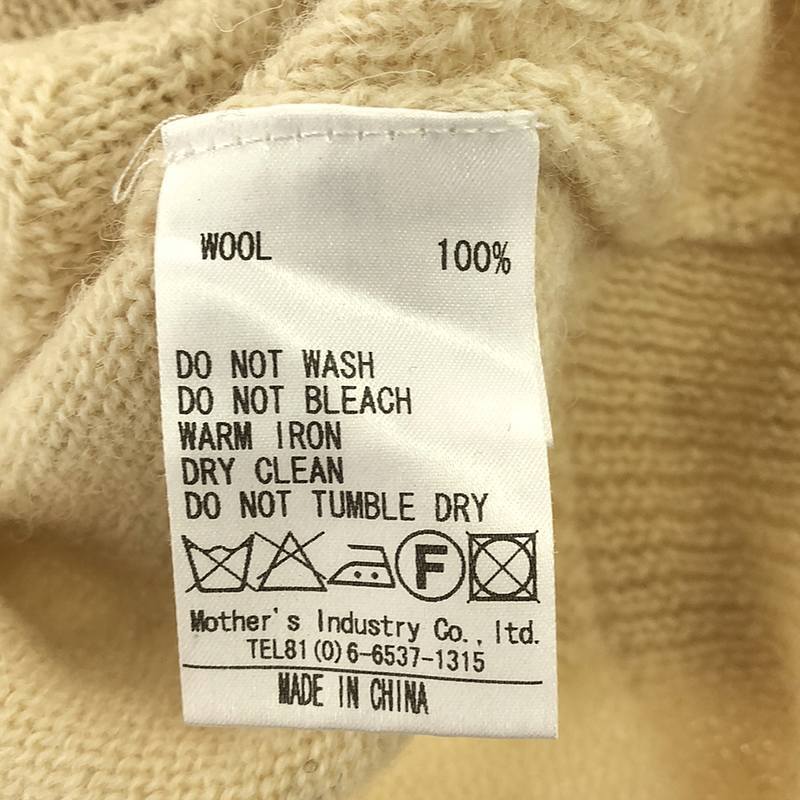 WOOL 100%
DO NOT WASH
DO NOT BLEACH
WARM IRON
DRY CLEAN
DO NOT TUMBLE DRY
F
Mother's Industry Co., ltd.
TEL81(0)6-6537-1315
MADE IN CHINA